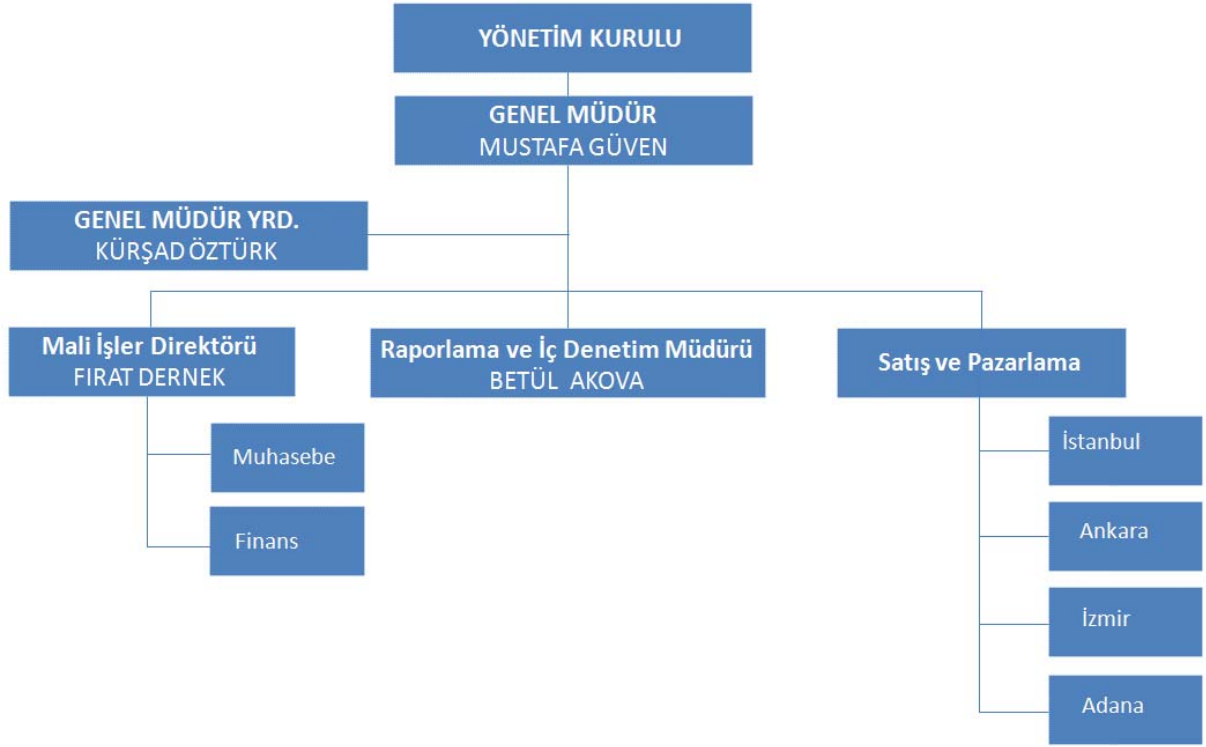 YÖNETİM KURULU
GENEL MÜDÜR
MUSTAFA GÜVEN
GENEL MÜDÜR YRD.
KÜRŞAD ÖZTÜRK
Mali İşler Direktörü
FIRAT DERNEK
Muhasebe
Finans
Raporlama ve İç Denetim Müdürü
BETÜL AKOVA
Satış ve Pazarlama
İstanbul
Ankara
İzmir
Adana